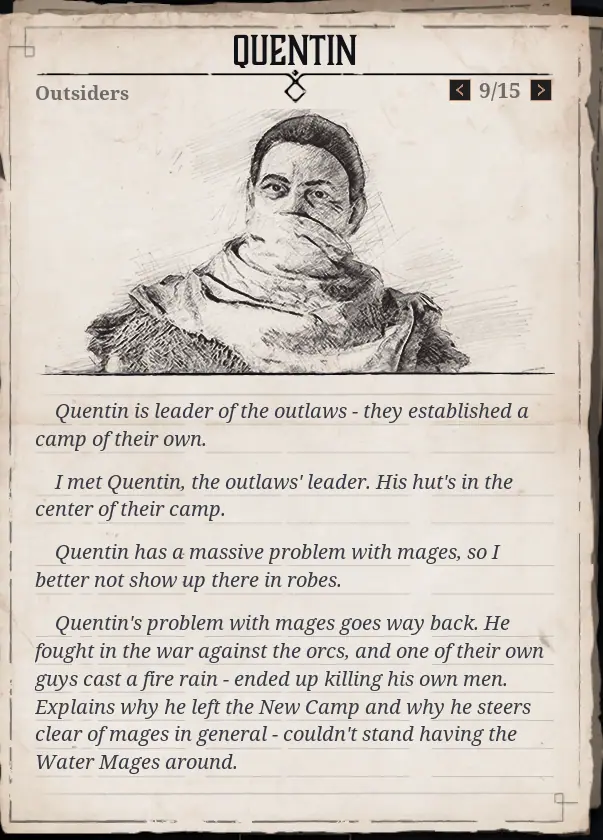 QUENTIN
Outsiders
9/15
Quentin is leader of the outlaws - they established a
camp of their own.
I met Quentin, the outlaws' leader. His hut's in the
center of their camp.
Quentin has a massive problem with mages, so I
better not show up there in robes.
Quentin's problem with mages goes way back. He
fought in the war against the orcs, and one of their own
guys cast a fire rain - ended up killing his own men.
Explains why he left the New Camp and why he steers
clear of mages in general - couldn't stand having the
Water Mages around.